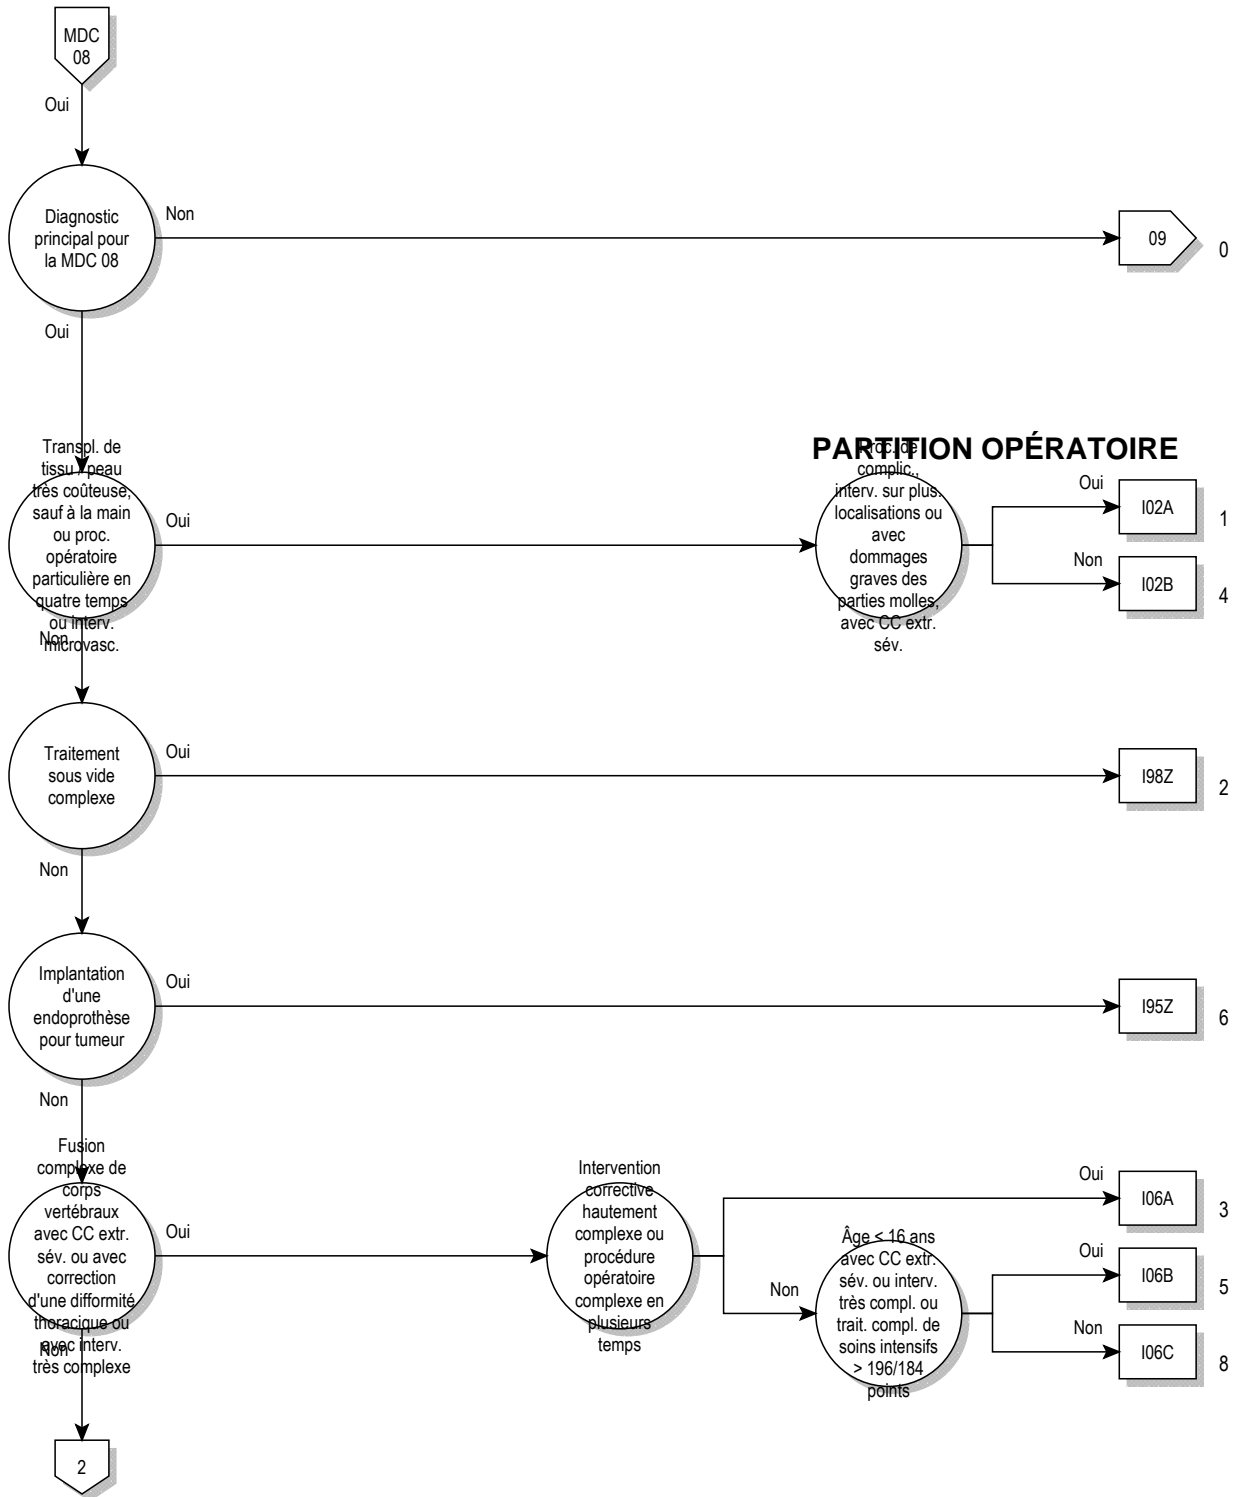 MDC
08
Oui
Diagnostic
principal pour
la MDC 08
Non
09
0
Oui
PARTITION OPÉRATOIRE
Transpl. de
tissu / peau
très coûteuse,
sauf à la main
ou proc.
opératoire
particulière en
quatre temps
ou interv.
microvasc.
Oui
Proc. de
complic.,
interv. sur plus.
localisations ou
avec
dommages
graves des
parties molles,
avec CC extr.
sév.
Oui
I02A
1
Non
I02B
4
Non
Traitement
sous vide
complexe
Oui
I98Z
2
Non
Implantation
d'une
endoprothèse
pour tumeur
Oui
I95Z
6
Non
Fusion
complexe de
corps
vertébraux
avec CC extr.
sév. ou avec
correction
d'une difformité
thoracique ou
avec interv.
très complexe
Oui
Intervention
corrective
hautement
complexe ou
procédure
opératoire
complexe en
plusieurs
temps
Oui
I06A
3
Non
Âge < 16 ans
avec CC extr.
sév. ou interv.
très compl. ou
trait. compl. de
soins intensifs
> 196/184
points
Oui
I06B
5
Non
I06C
8
Non
2